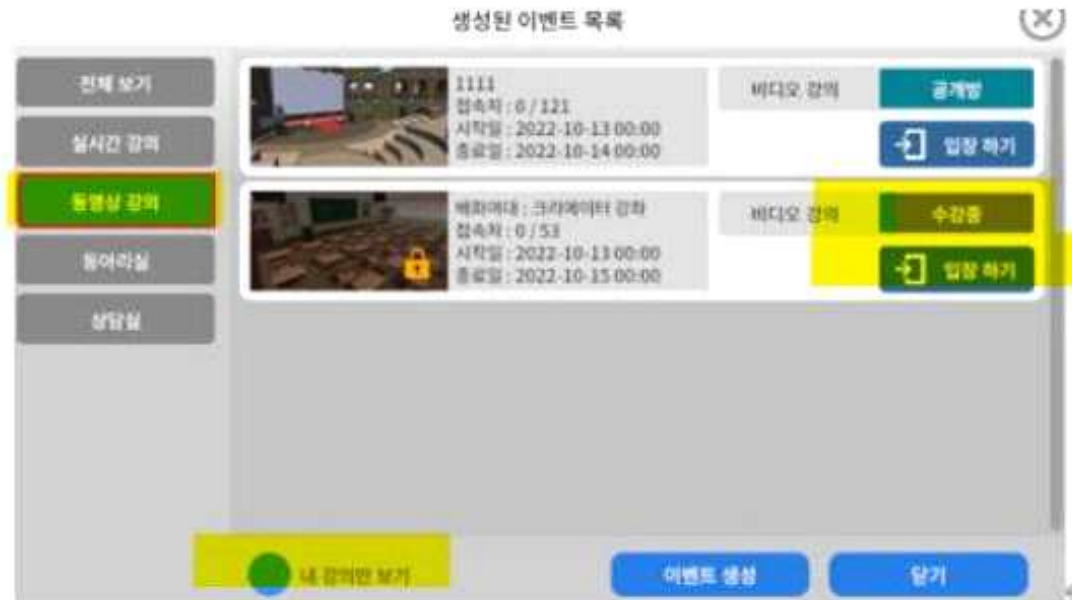 생성된 이벤트 목록
전체 보기
실시간 강의
동영상 강의
동아리실
상담실
1111
접속자 : 0 / 121
시작일 : 2022-10-13 00:00
종료일 : 2022-10-14 00:00
비디오 강의
공개방
입장 하기
배화여대 : 크리에이터 강좌
접속자 : 0 / 53
시작일 : 2022-10-13 00:00
종료일 : 2022-10-15 00:00
비디오 강의
수강중
입장 하기
내 강의만 보기
이벤트 생성
닫기